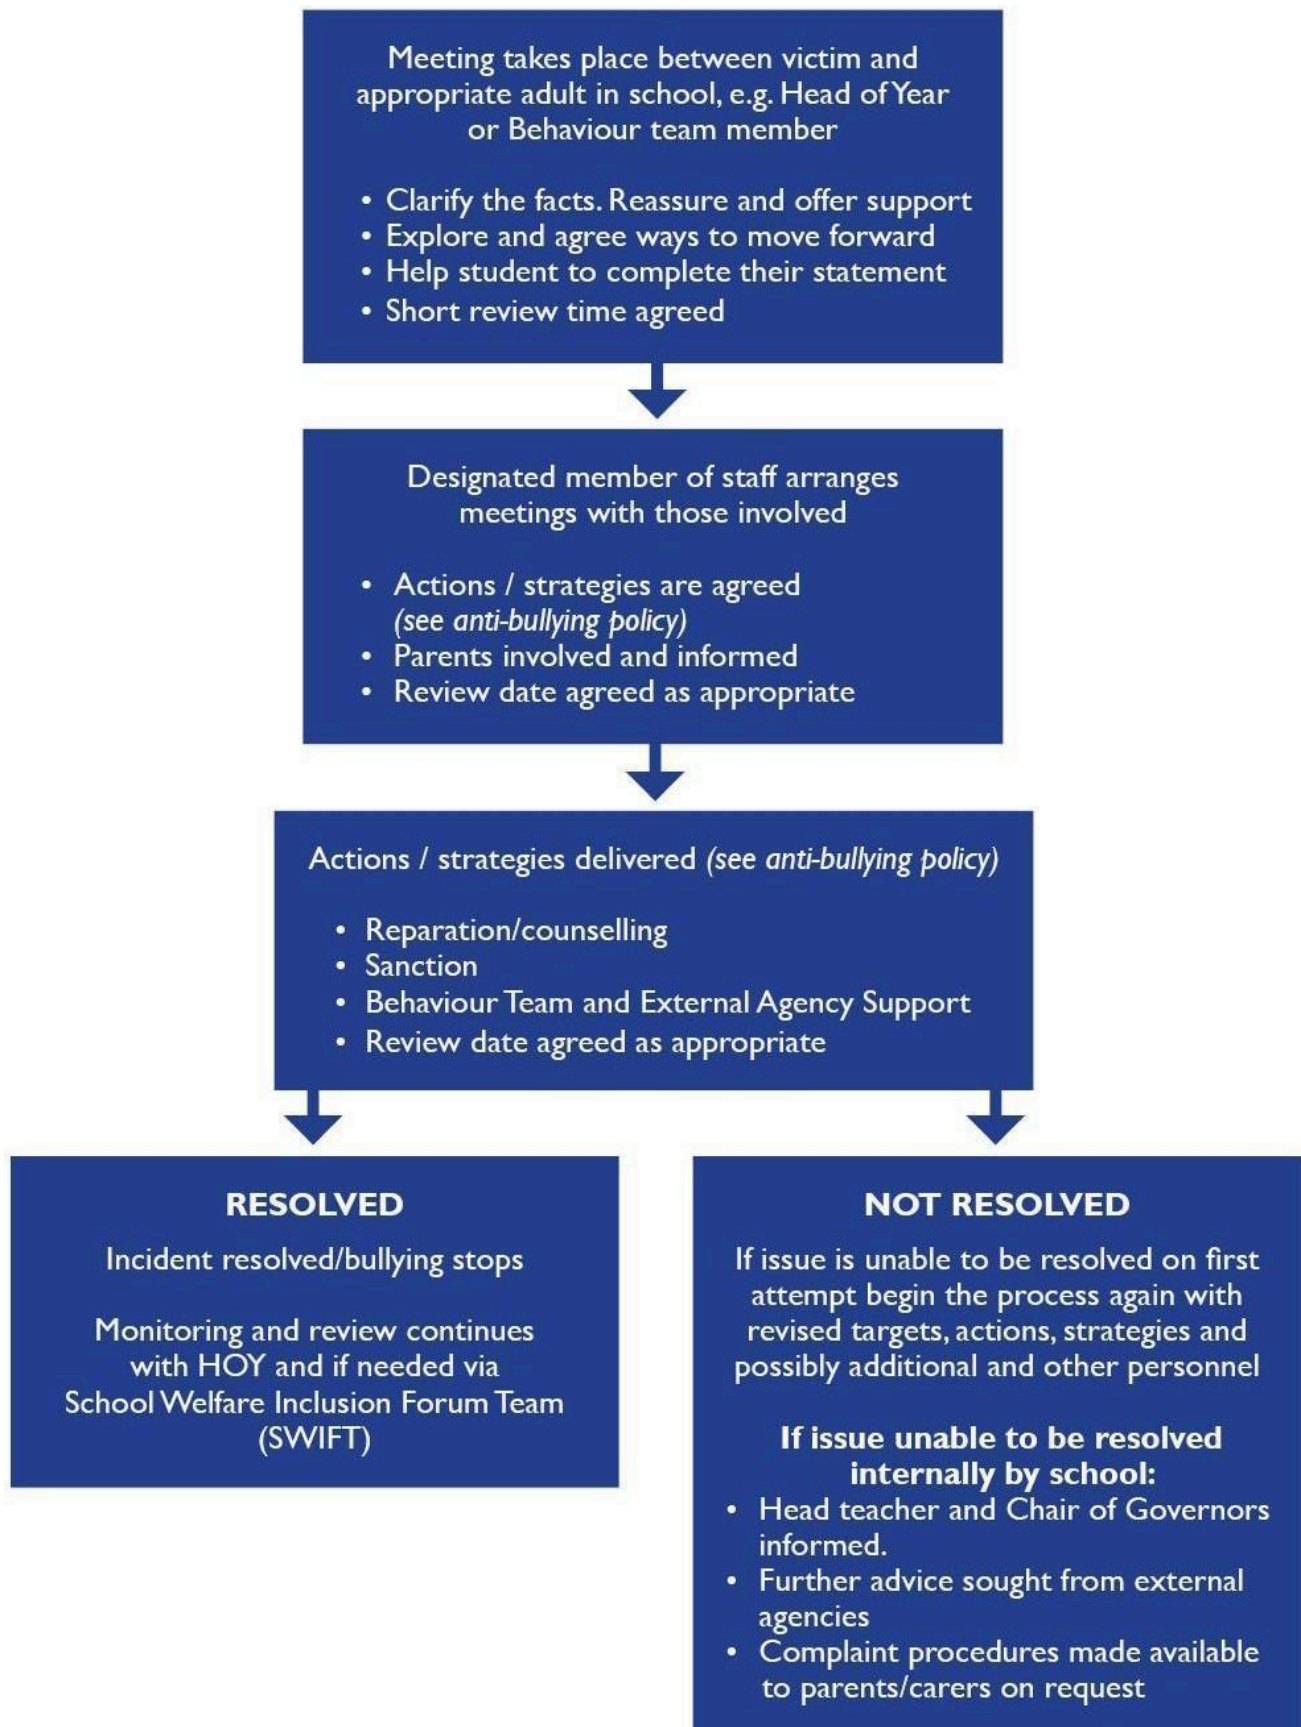 Meeting takes place between victim and
appropriate adult in school, e.g. Head of Year
or Behaviour team member
• Clarify the facts. Reassure and offer support
• Explore and agree ways to move forward
• Help student to complete their statement
• Short review time agreed
Designated member of staff arranges
meetings with those involved
• Actions / strategies are agreed
(see anti-bullying policy)
• Parents involved and informed
• Review date agreed as appropriate
Actions / strategies delivered (see anti-bullying policy)
• Reparation/counselling
• Sanction
• Behaviour Team and External Agency Support
• Review date agreed as appropriate
RESOLVED
Incident resolved/bullying stops
Monitoring and review continues
with HOY and if needed via
School Welfare Inclusion Forum Team
(SWIFT)
NOT RESOLVED
If issue is unable to be resolved on first
attempt begin the process again with
revised targets, actions, strategies and
possibly additional and other personnel
If issue unable to be resolved
internally by school:
• Head teacher and Chair of Governors
informed.
• Further advice sought from external
agencies
• Complaint procedures made available
to parents/carers on request